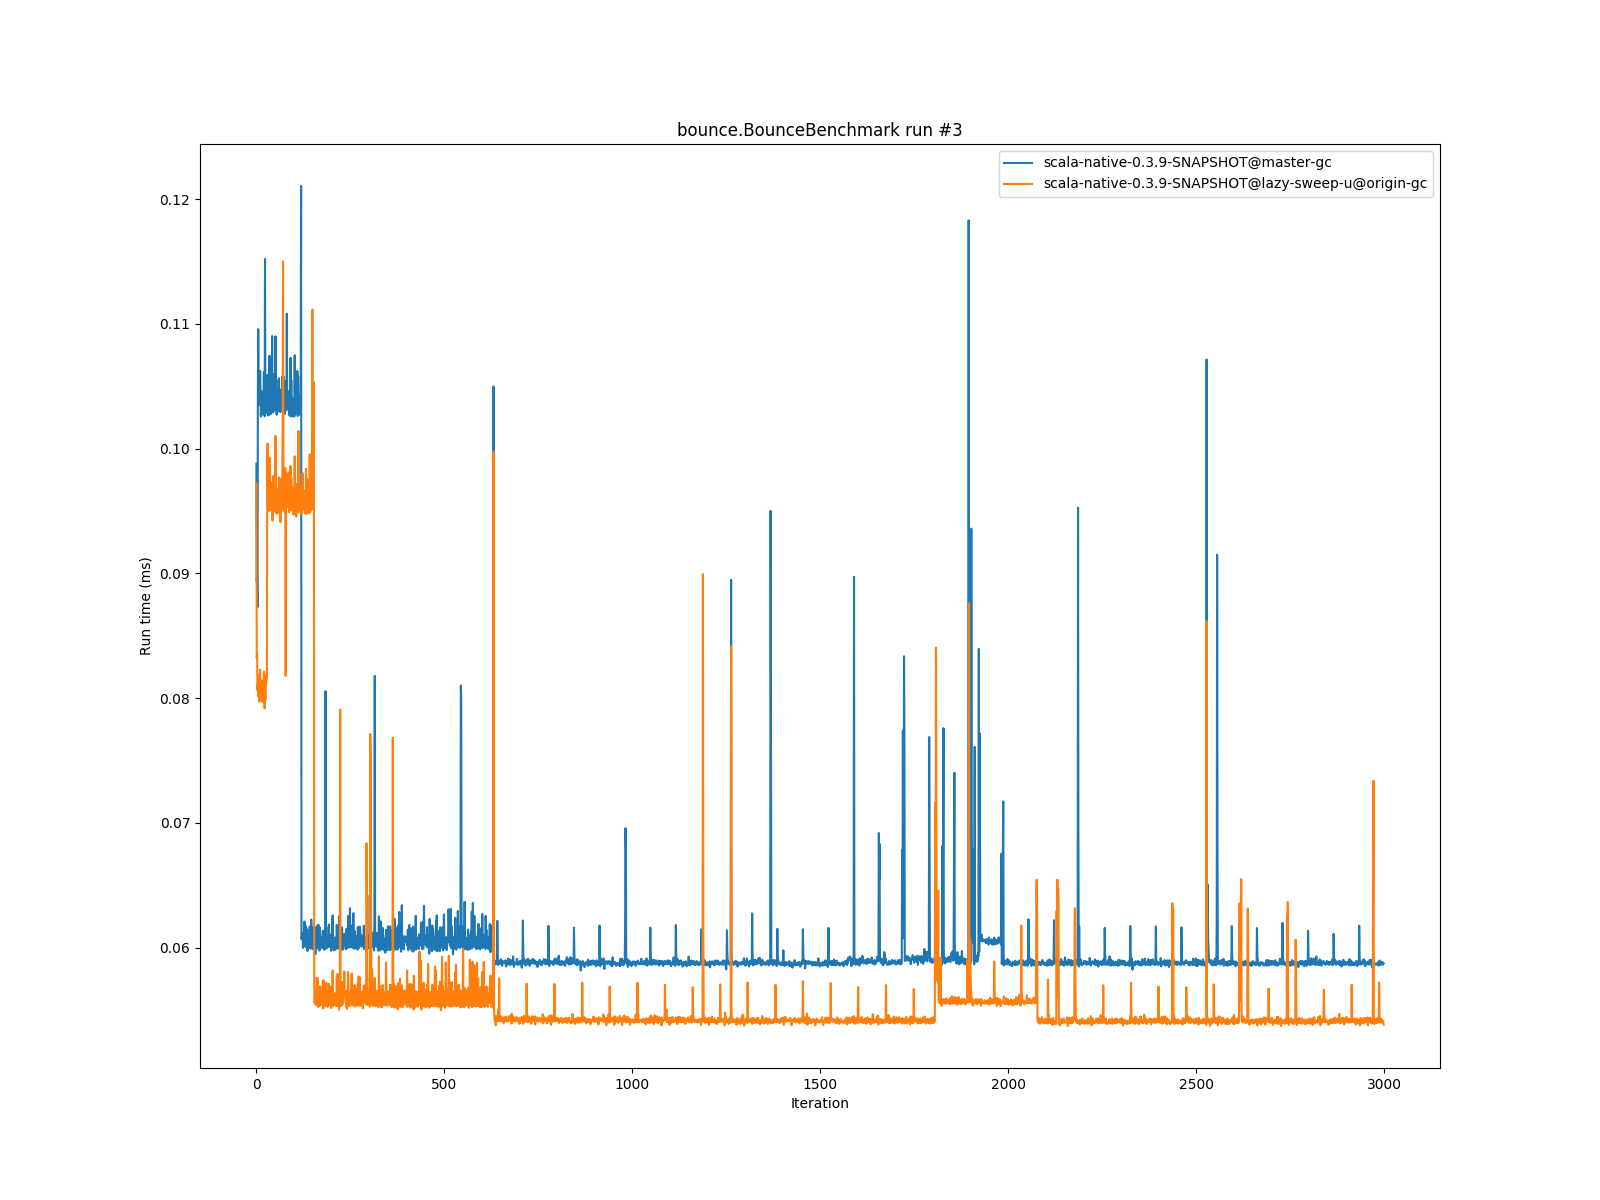 bounce.BounceBenchmark run #3
scala-native-0.3.9-SNAPSHOT@master-gc
scala-native-0.3.9-SNAPSHOT@lazy-sweep-u@origin-gc
0.12
0.11
0.10
0.09
0.08
0.07
0.06
Run time (ms)
0 500 1000 1500 2000 2500 3000
Iteration